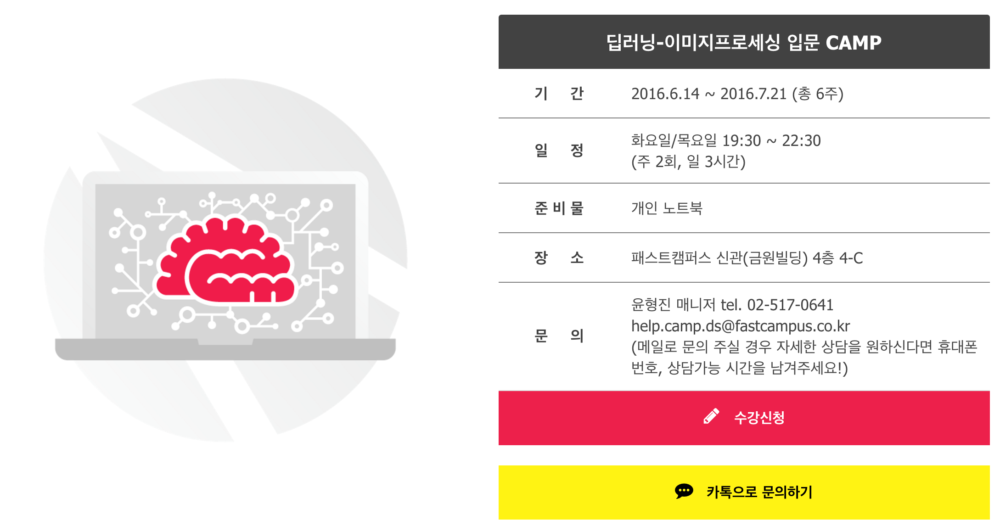 딥러닝-이미지프로세싱 입문 CAMP
기 간 2016.6.14 ~ 2016.7.21 (총 6주)
일 정 화요일/목요일 19:30 ~ 22:30
(주 2회, 일 3시간)
준 비 물 개인 노트북
장 소 패스트캠퍼스 신관(금원빌딩) 4층 4-C
문 의 윤형진 매니저 tel. 02-517-0641
help.camp.ds@fastcampus.co.kr
(메일로 문의 주실 경우 자세한 상담을 원하신다면 휴대폰
번호, 상담가능 시간을 남겨주세요!)
수강신청
카톡으로 문의하기